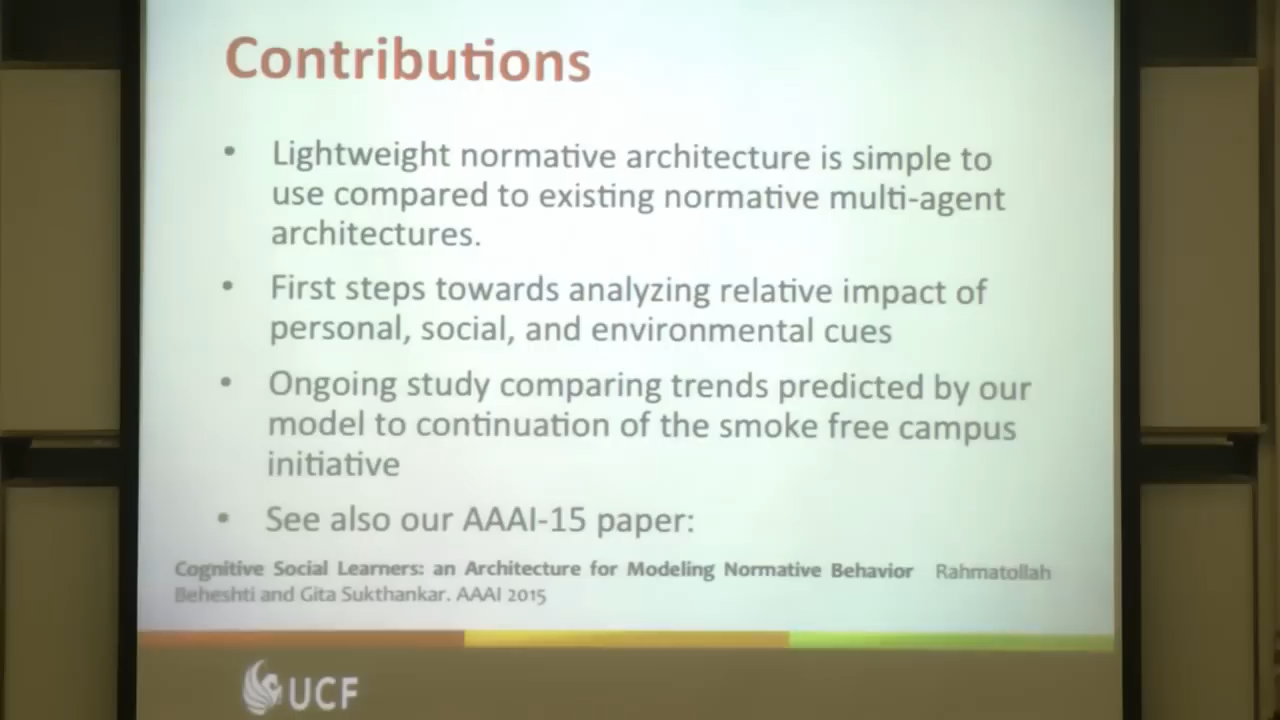 Contributions
• Lightweight normative architecture is simple to
use compared to existing normative multi-agent
architectures.
• First steps towards analyzing relative impact of
personal, social, and environmental cues
• Ongoing study comparing trends predicted by our
model to continuation of the smoke free campus
initiative
• See also our AAAI-15 paper:
Cognitive Social Learners: an Architecture for Modeling Normative Behavior Rahmatollah
Beheshti and Gita Sukthankar. AAAI 2015
UCF